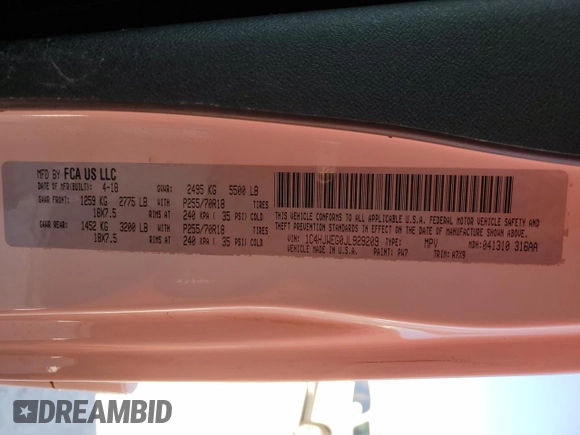 MFD BY FCA US LLC
DATE OF MFR(BUILT): 4-18 GVWR: 2495 KG 5500 LB
GAWR FRONT: 1259 KG 2775 LB WITH P255/70R18 TIRES
18X7.5 RIMS AT 240 KPA ( 35 PSI) COLD
GAWR REAR: 1452 KG 3200 LB WITH P255/70R18 TIRES
18X7.5 RIMS AT 240 KPA ( 35 PSI) COLD
THIS VEHICLE CONFORMS TO ALL APPLICABLE U.S.A. FEDERAL MOTOR VEHICLE SAFETY AND
THEFT PREVENTION STANDARDS IN EFFECT ON THE DATE OF MANUFACTURE SHOWN ABOVE
VIN: 1C4HJWEG0JL929209 TYPE: MPV MDH: 041310 316AA
VEHICLE MADE IN U.S.A. PAINT: PW7 TRIM: A7X9
DREAMBID